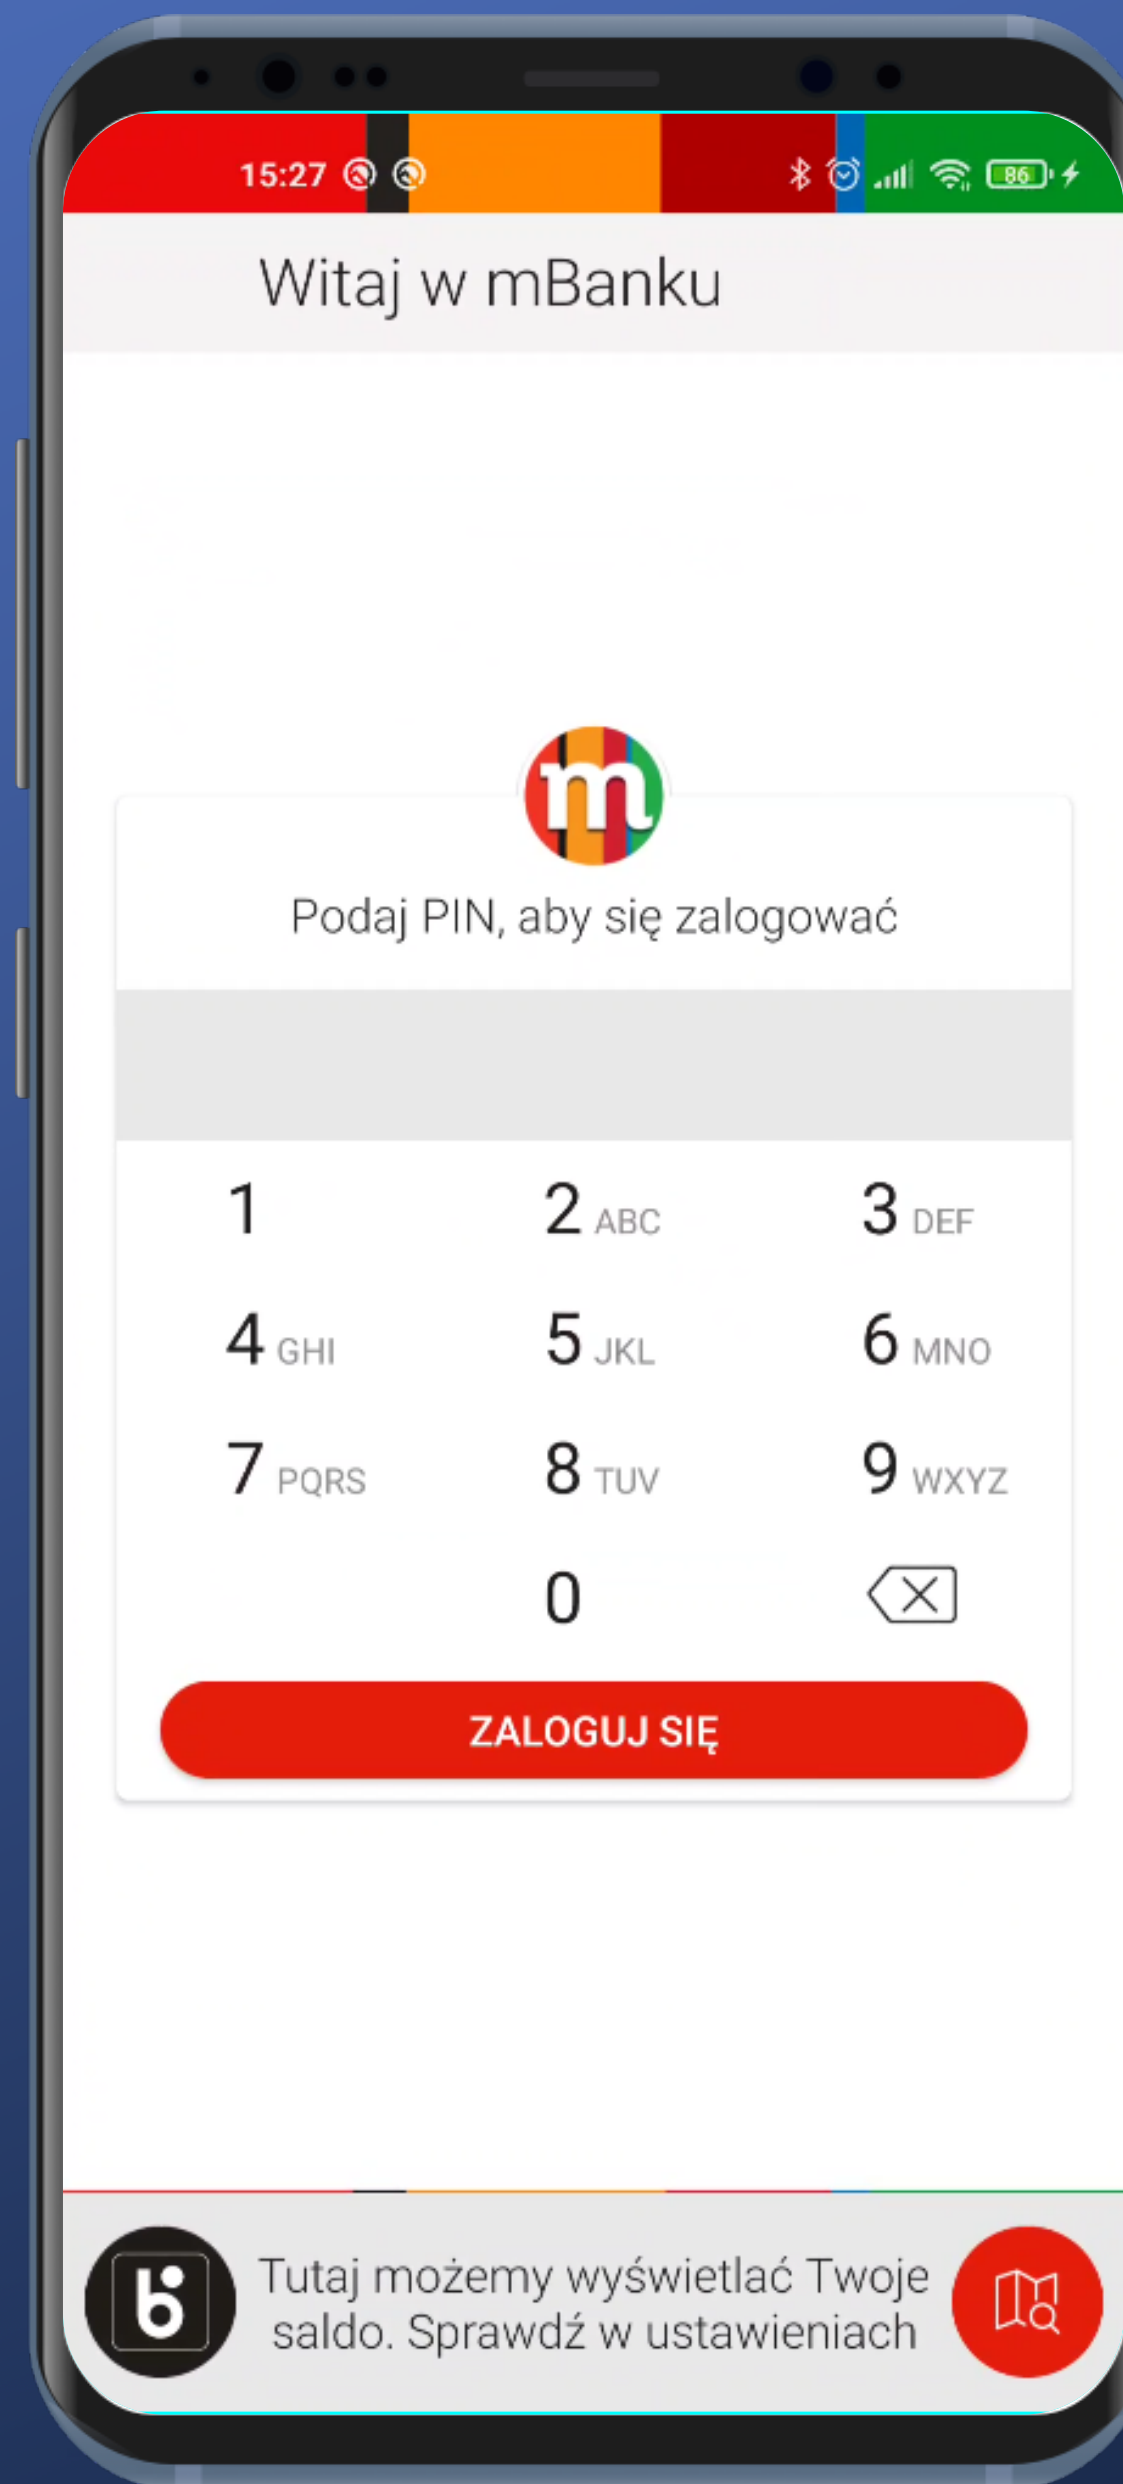 15:27 86
Witaj w mBanku
m
Podaj PIN, aby się zalogować
1 2 ABC 3 DEF
4 GHI 5 JKL 6 MNO
7 PQRS 8 TUV 9 WXYZ
0
ZALOGUJ SIĘ
Tutaj możemy wyświetlać Twoje
saldo. Sprawdź w ustawieniach